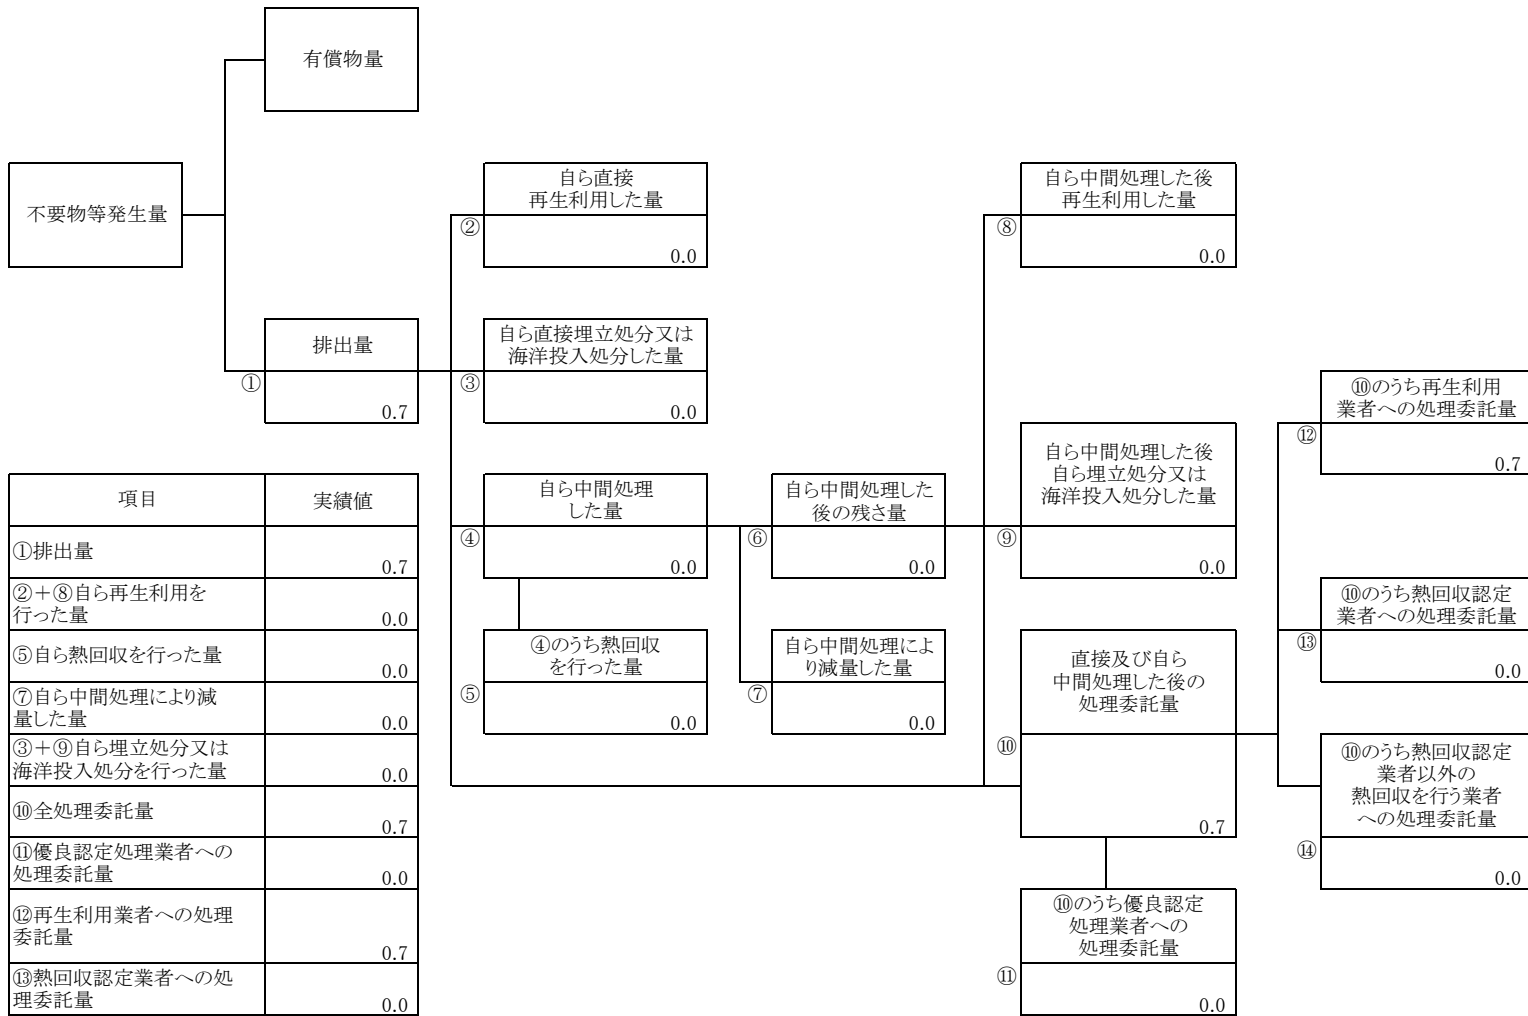 有償物量
不要物等発生量
排出量
①
0.7
自ら直接
再生利用した量
②
0.0
自ら直接埋立処分又は
海洋投入処分した量
③
0.0
自ら中間処理
した量
④
0.0
④のうち熱回収
を行った量
⑤
0.0
自ら中間処理した
後の残さ量
⑥
0.0
自ら中間処理によ
り減量した量
⑦
0.0
自ら中間処理した後
再生利用した量
⑧
0.0
自ら中間処理した後
自ら埋立処分又は
海洋投入処分した量
⑨
0.0
直接及び自ら
中間処理した後の
処理委託量
⑩
0.7
⑩のうち優良認定
処理業者への
処理委託量
⑪
0.0
⑩のうち再生利用
業者への処理委託量
⑫
0.7
⑩のうち熱回収認定
業者への処理委託量
⑬
0.0
⑩のうち熱回収認定
業者以外の
熱回収を行う業者
への処理委託量
⑭
0.0
項目 実績値
①排出量
0.7
②＋⑧自ら再生利用を
行った量 0.0
⑤自ら熱回収を行った量
0.0
⑦自ら中間処理により減
量した量 0.0
③＋⑨自ら埋立処分又は
海洋投入処分を行った量 0.0
⑩全処理委託量
0.7
⑪優良認定処理業者への
処理委託量 0.0
⑫再生利用業者への処理
委託量 0.7
⑬熱回収認定業者への処
理委託量 0.0